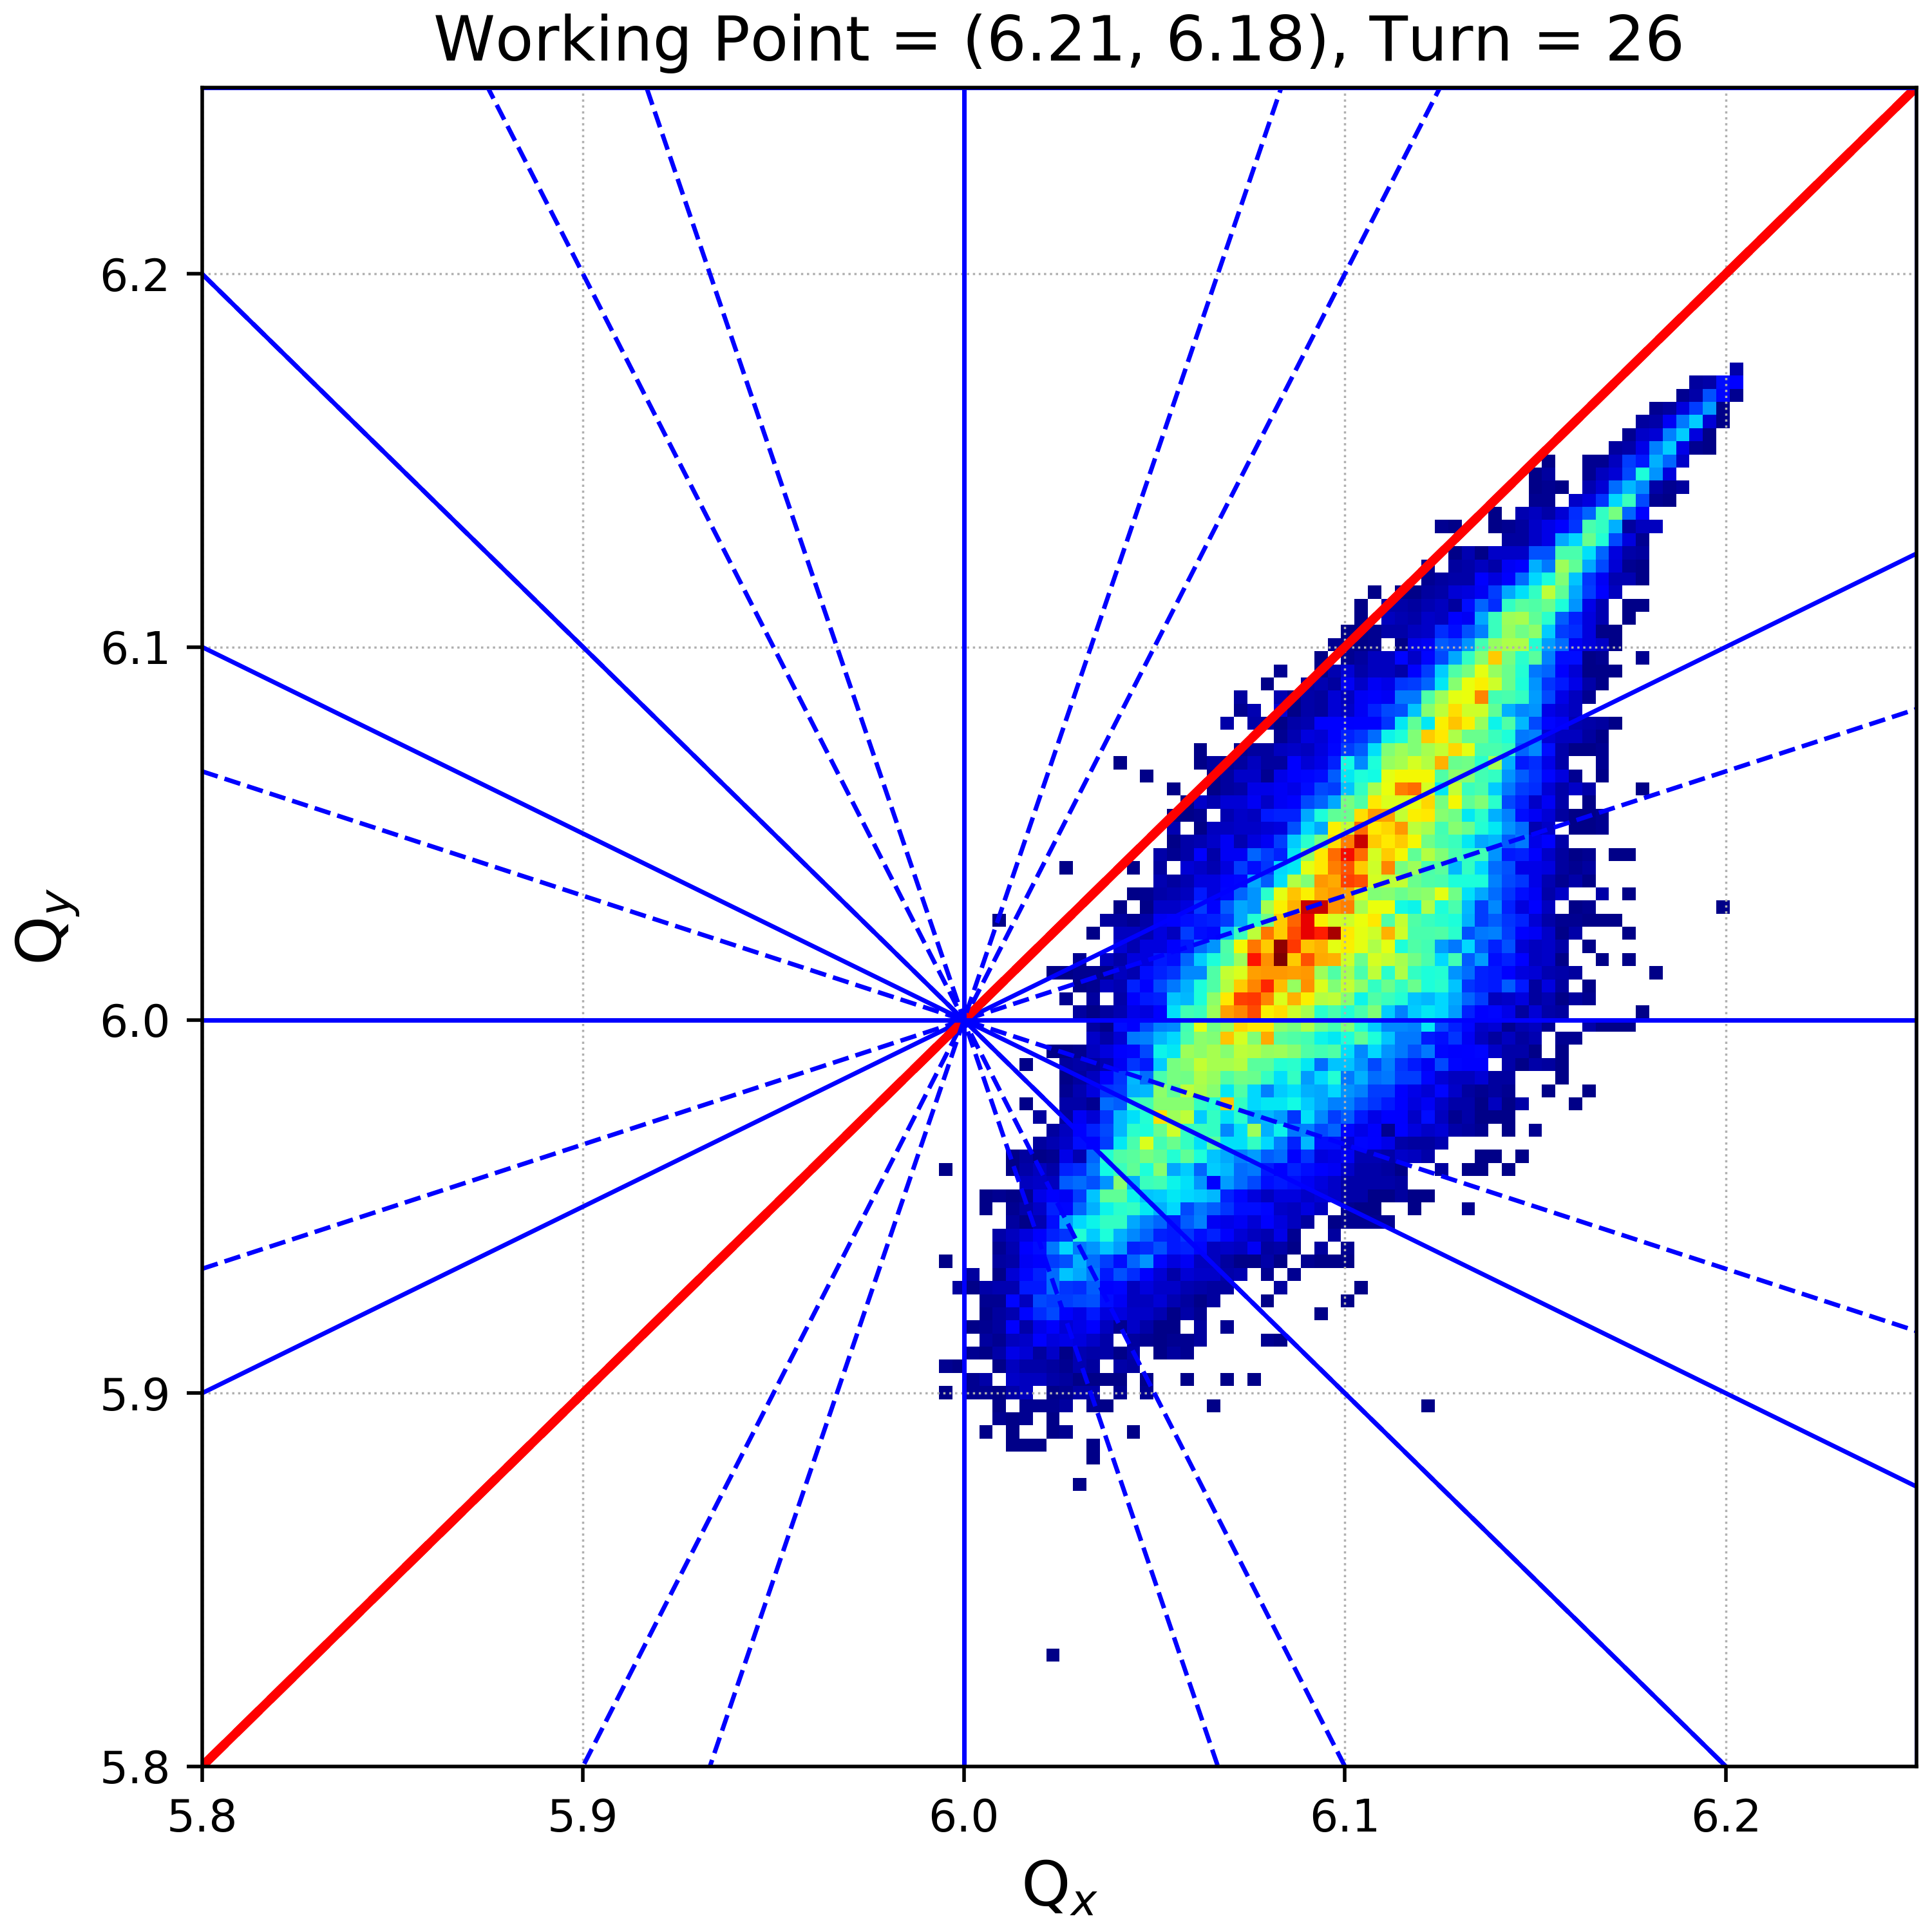 Working Point = (6.21, 6.18), Turn = 26
6.2
6.1
6.0
5.9
5.8
Qy
5.8 5.9 6.0 6.1 6.2
Qx